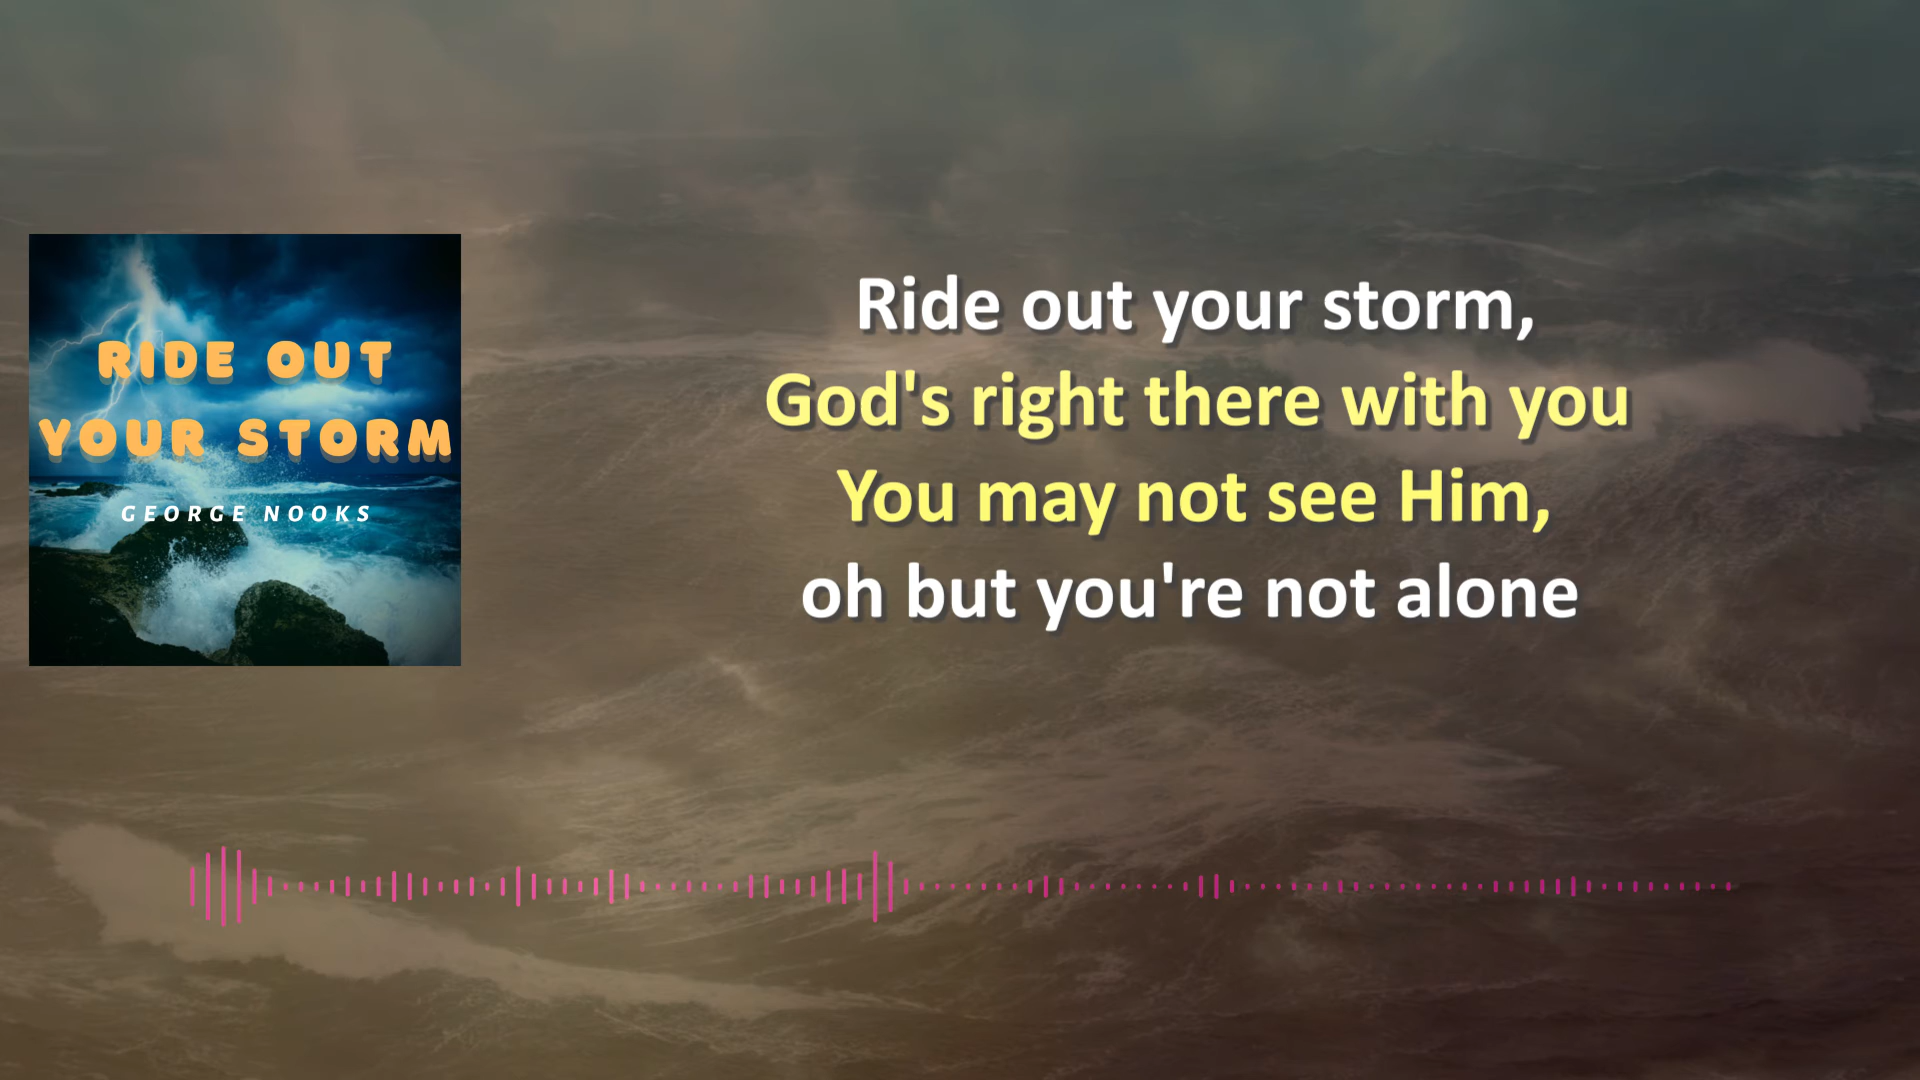 RIDE OUT
YOUR STORM
GEORGE NOOKS
Ride out your storm,
God's right there with you
You may not see Him,
oh but you're not alone